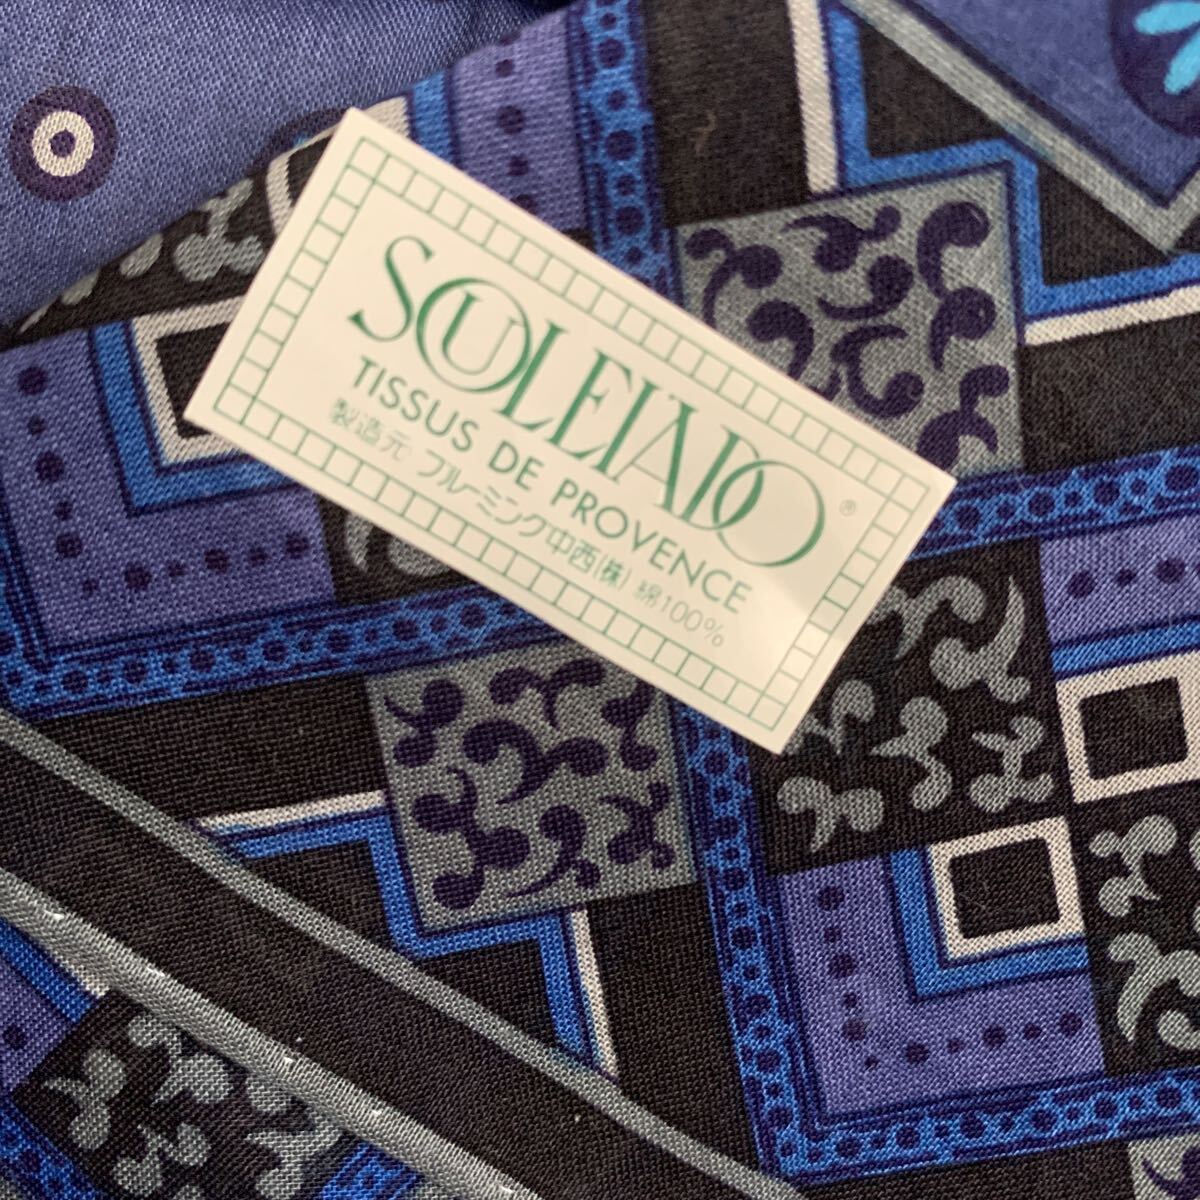 SOULEIADO®
TISSUS DE PROVENCE
製造元 ブルーミング中西(株) 綿100%